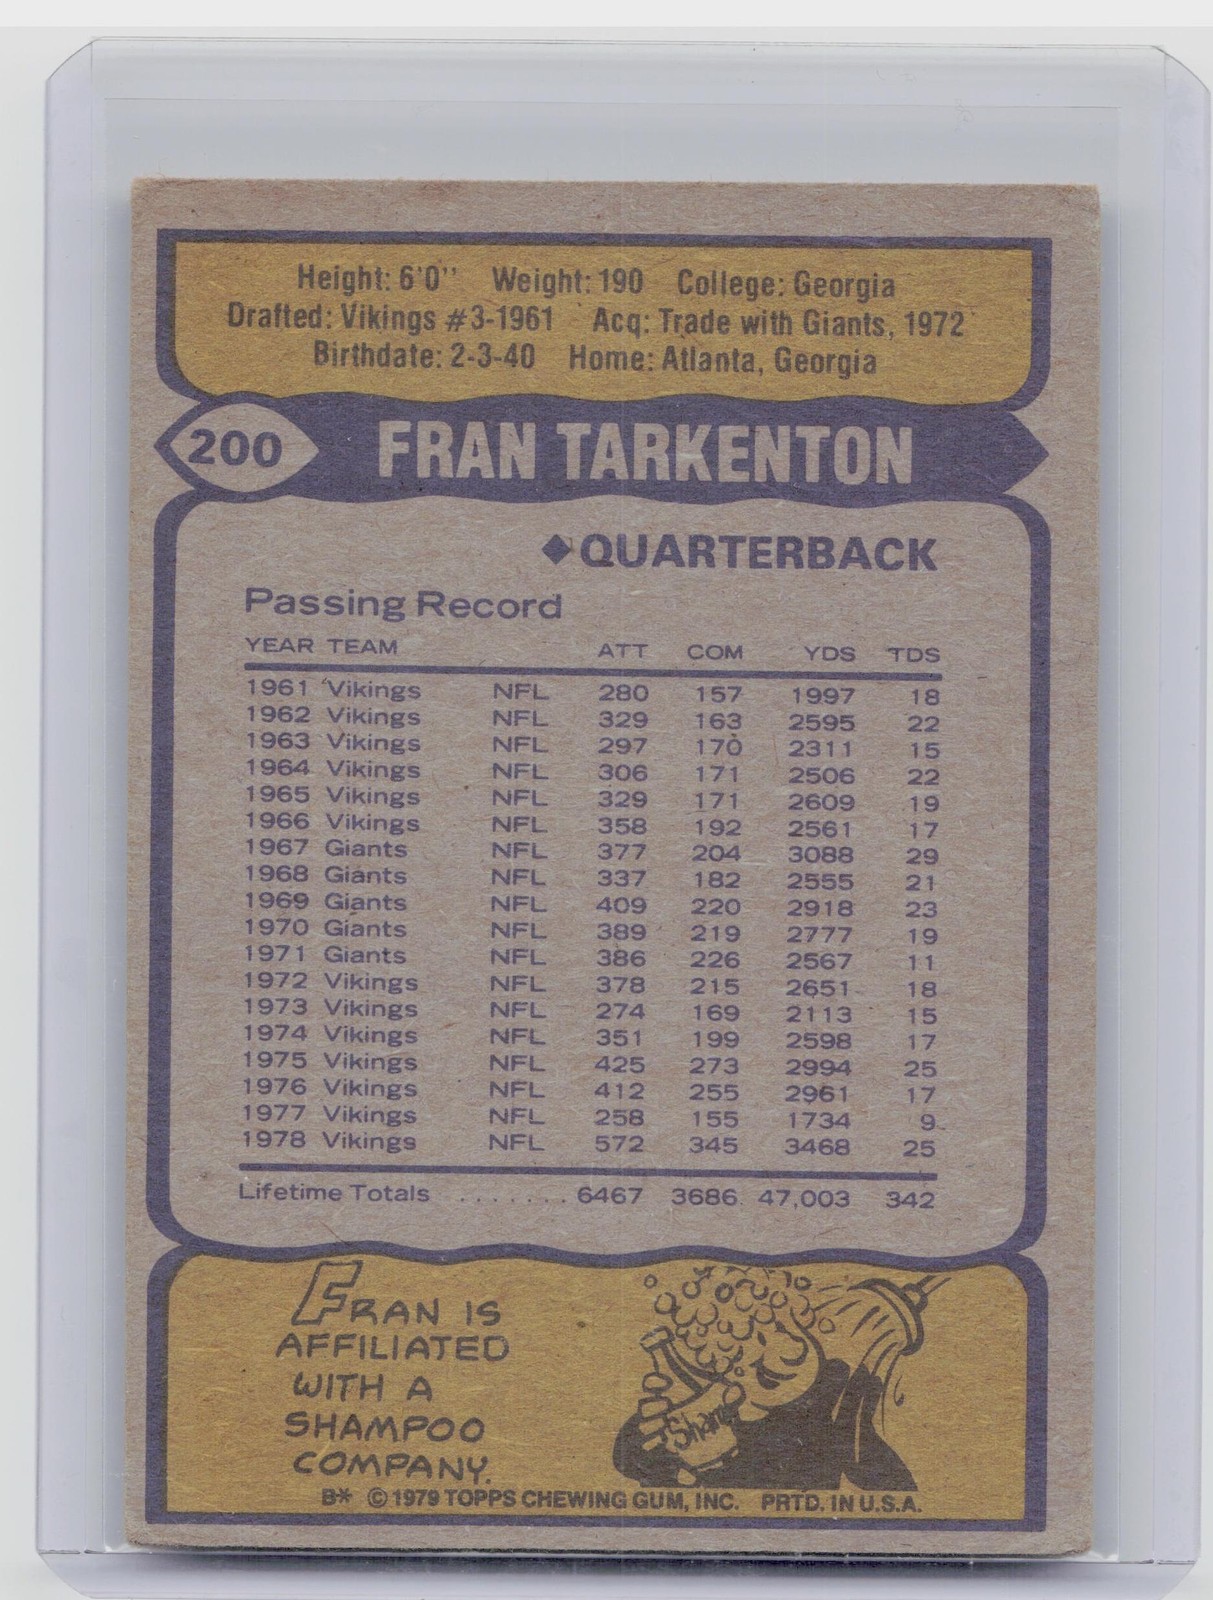 Height: 6'0'' Weight: 190 College: Georgia
Drafted: Vikings #3-1961 Acq: Trade with Giants, 1972
Birthdate: 2-3-40 Home: Atlanta, Georgia
200 FRAN TARKENTON
◆QUARTERBACK
Passing Record
YEAR TEAM ATT COM YDS TDS
1961 Vikings NFL 280 157 1997 18
1962 Vikings NFL 329 163 2595 22
1963 Vikings NFL 297 170 2311 15
1964 Vikings NFL 306 171 2506 22
1965 Vikings NFL 329 171 2609 19
1966 Vikings NFL 358 192 2561 17
1967 Giants NFL 377 204 3088 29
1968 Giants NFL 337 182 2555 21
1969 Giants NFL 409 220 2918 23
1970 Giants NFL 389 219 2777 19
1971 Giants NFL 386 226 2567 11
1972 Vikings NFL 378 215 2651 18
1973 Vikings NFL 274 169 2113 15
1974 Vikings NFL 351 199 2598 17
1975 Vikings NFL 425 273 2994 25
1976 Vikings NFL 412 255 2961 17
1977 Vikings NFL 258 155 1734 9
1978 Vikings NFL 572 345 3468 25
Lifetime Totals ....... 6467 3686 47,003 342
FRAN IS
AFFILIATED
WITH A
SHAMPOO
COMPANY.
Sham
B* © 1979 TOPPS CHEWING GUM, INC. PRTD. IN U.S.A.